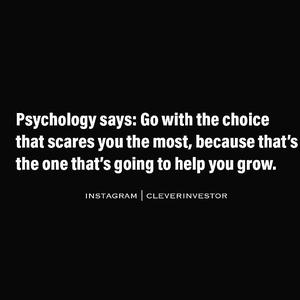 Psychology says: Go with the choice
that scares you the most, because that's
the one that's going to help you grow.
INSTAGRAM | CLEVERINVESTOR